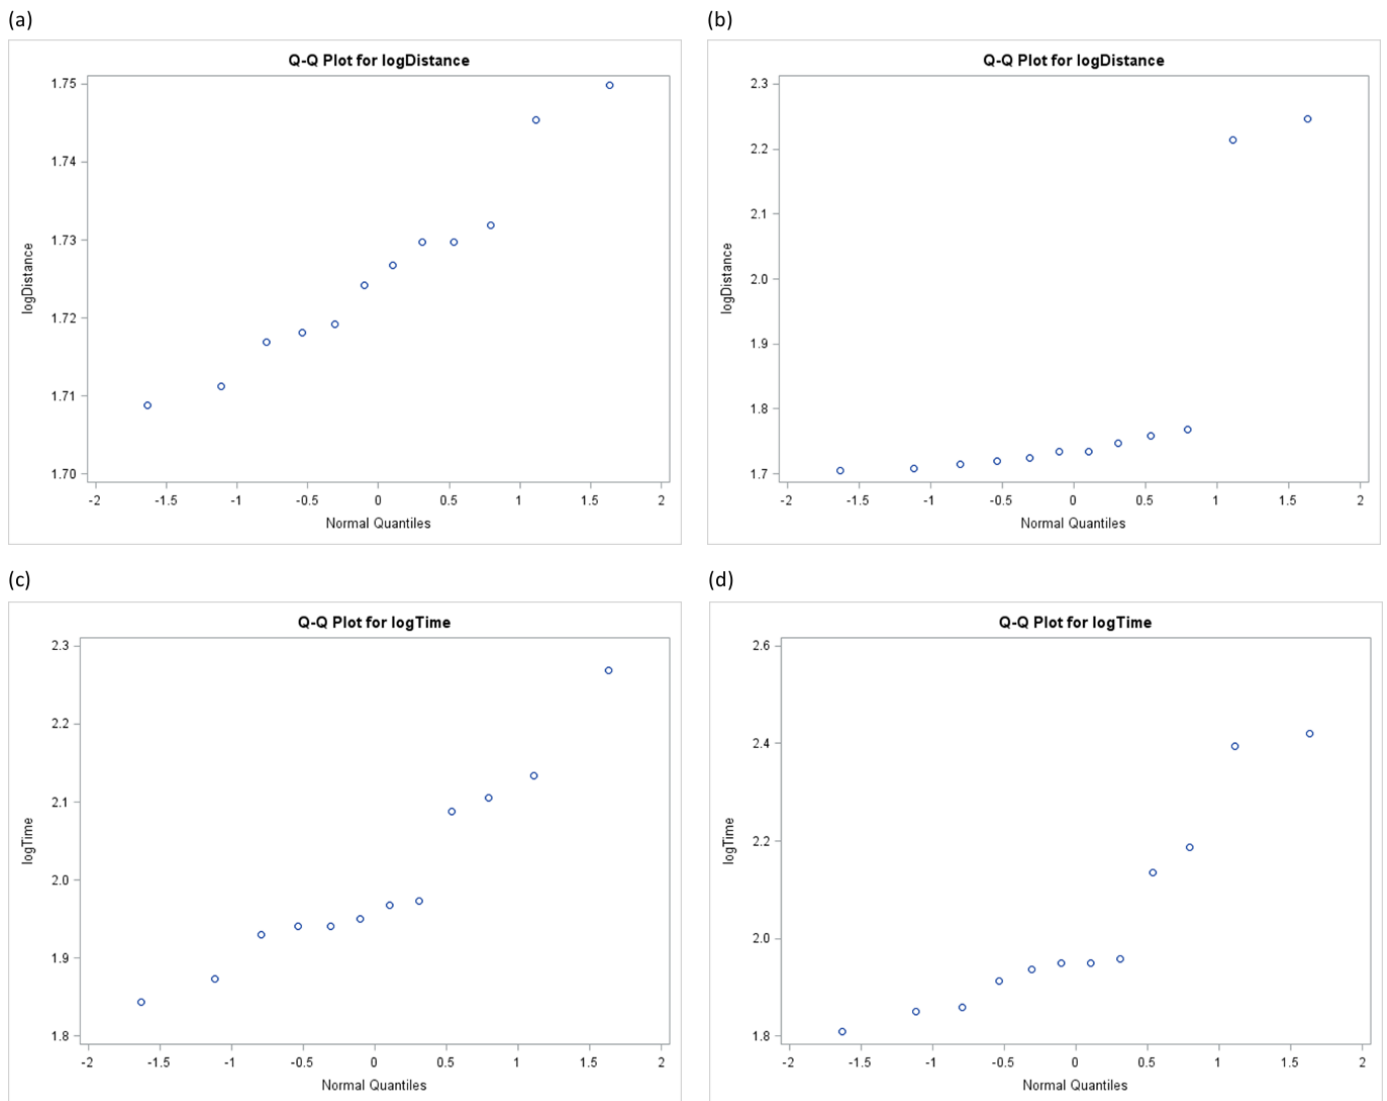 (a)
Q-Q Plot for logDistance
1.75
1.74
1.73
1.72
1.71
1.70
logDistance
-2 -1.5 -1 -0.5 0 0.5 1 1.5 2
Normal Quantiles
(b)
Q-Q Plot for logDistance
2.3
2.2
2.1
2.0
1.9
1.8
1.7
logDistance
-2 -1.5 -1 -0.5 0 0.5 1 1.5 2
Normal Quantiles
(c)
Q-Q Plot for logTime
2.3
2.2
2.1
2.0
1.9
1.8
logTime
-2 -1.5 -1 -0.5 0 0.5 1 1.5 2
Normal Quantiles
(d)
Q-Q Plot for logTime
2.6
2.4
2.2
2.0
1.8
logTime
-2 -1.5 -1 -0.5 0 0.5 1 1.5 2
Normal Quantiles